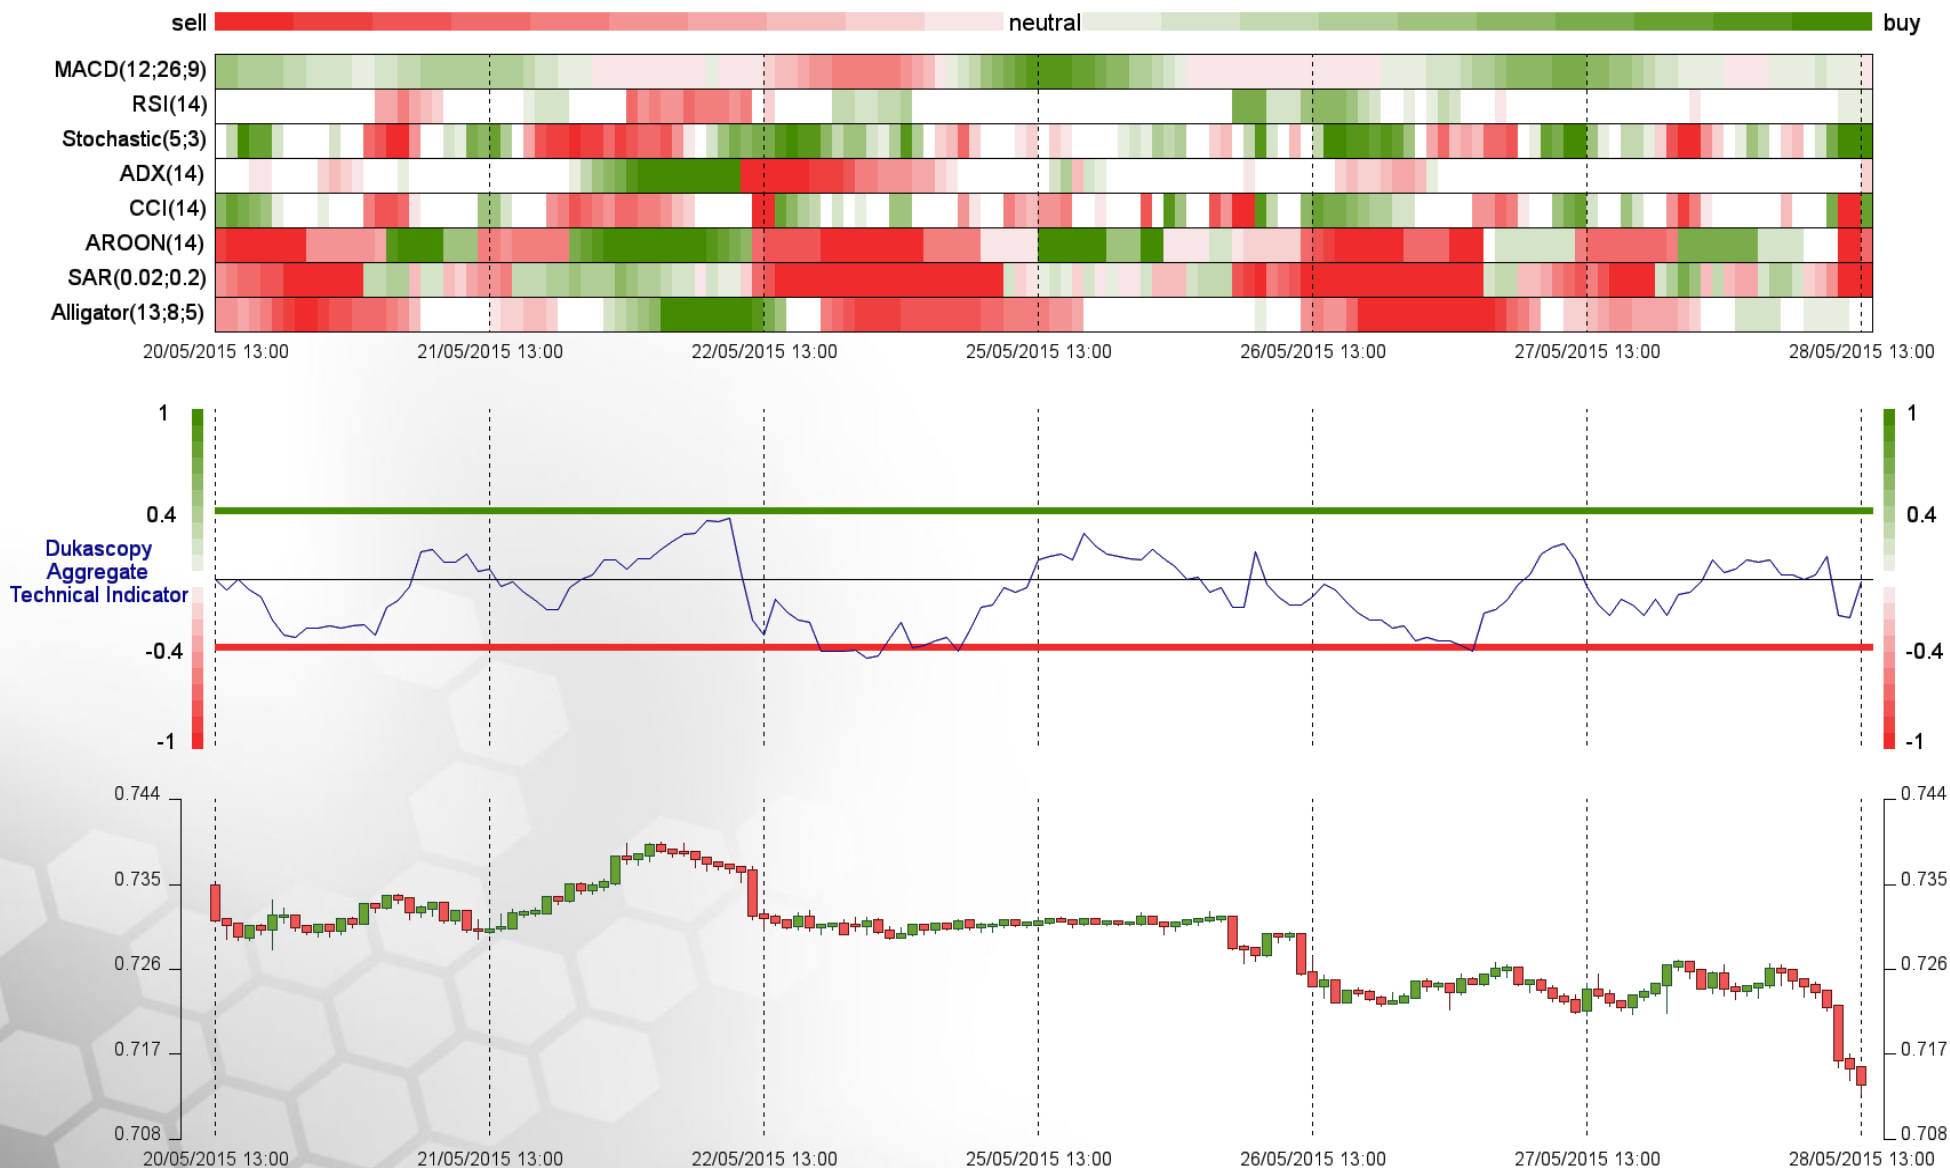 sell neutral buy
MACD(12;26;9)
RSI(14)
Stochastic(5;3)
ADX(14)
CCI(14)
AROON(14)
SAR(0.02;0.2)
Alligator(13;8;5)
20/05/2015 13:00 21/05/2015 13:00 22/05/2015 13:00 25/05/2015 13:00 26/05/2015 13:00 27/05/2015 13:00 28/05/2015 13:00
1 1
0.4 0.4
Dukascopy
Aggregate
Technical Indicator
-0.4 -0.4
-1 -1
0.744 0.744
0.735 0.735
0.726 0.726
0.717 0.717
0.708 0.708
20/05/2015 13:00 21/05/2015 13:00 22/05/2015 13:00 25/05/2015 13:00 26/05/2015 13:00 27/05/2015 13:00 28/05/2015 13:00